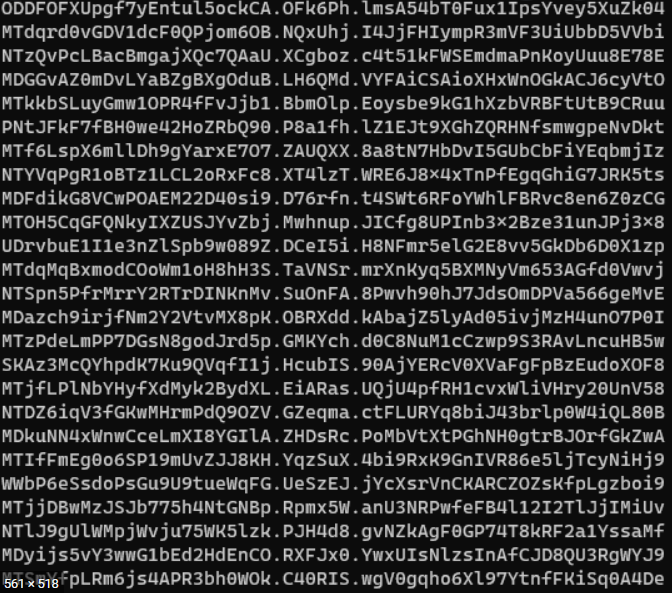 ODDFOFXUpgf7yEntul5ockCA.OFk6Ph.lmsA54bT0Fux1IpsYvey5XuZk04
MTdqrd0vGDV1dcF0QPjom6OB.NQxUhj.I4JjFHIympR3mVF3UiUbbD5VVbi
NTzQvPcLBacBmgajXQc7QAaU.XCgboz.c4t51kFWSEmdmaPnKoyUuu8E78E
MDGGvAZ0mDvLYaBZgBXgOduB.LH6QMd.VYFAiCSAioXHxWnOGkACJ6cyVtO
MTkkbSLuyGmw1OPR4fFvJjb1.BbmOlp.Eoysbe9kG1hXzbVRBFtUtB9CRuu
PNtJFkF7fBH0we42HoZRbQ90.P8a1fh.lZ1EJt9XGhZQRHNfsmwgpeNvDkt
MTf6LspX6mllDh9gYarxE7O7.ZAUQXX.8a8tN7HbDvI5GUbCbFiYEqbmjIz
NTYVqPgR1oBTz1LCL2oRxFc8.XT4lzT.WRE6J8×4xTnPfEgqGhiG7JRK5ts
MDFdikG8VCwPOAEM22D40si9.D76rfn.t4SWt6RFoYWhlFBRvc8en6Z0zCG
MTOH5CqGFQNkyIXZUSJYvZbj.Mwhnup.JICfg8UPInb3×2Bze31unJPj3×8
UDrvbuE1I1e3nZlSpb9w089Z.DCeI5i.H8NFmr5elG2E8vv5GkDb6D0X1zp
MTdqMqBxmodCOoWm1oH8hH3S.TaVNSr.mrXnKyq5BXMNyVm653AGfd0Vwvj
NTSpn5PfrMrrY2RTrDINKnMv.SuOnFA.8Pwvh90hJ7JdsOmDPVa566geMvE
MDazch9irjfNm2Y2VtvMX8pK.OBRXdd.kAbajZ5lyAd05ivjMzH4unO7P0I
MTzPdeLmPP7DGsN8godJrd5p.GMKYch.d0C8NuM1cCzwp9S3RAvLncuHB5w
SKAz3McQYhpdK7Ku9QVqfI1j.HcubIS.90AjYERcV0XVaFgFpBzEudoXOF8
MTjfLPlNbYHyfXdMyk2BydXL.EiARas.UQjU4pfRH1cvxWliVHry20UnV58
NTDZ6iqV3fGKwMHrmPdQ9OZV.GZeqma.ctFLURYq8biJ43brlp0W4iQL80B
MDkuNN4xWnwCceLmXI8YGIlA.ZHDsRc.PoMbVtXtPGhNH0gtrBJOrfGkZwA
MTIfFmEg0o6SP19mUvZJJ8KH.YqzSuX.4bi9RxK9GnIVR86e5ljTcyNiHj9
WWbP6eSsdoPsGu9U9tueWqFG.UeSzEJ.jYcXsrVnCKARCZOZsKfpLgzboi9
MTjjDBwMzJSJb775h4NtGNBp.Rpmx5W.anU3NRPwfeFB4l12I2TlJjIMiUv
NTlJ9gUlWMpjWvju75WK5lzk.PJH4d8.gvNZkAgF0GP74T8kRF2a1YssaMf
MDyijs5vY3wwG1bEd2HdEnCO.RXFJx0.YwxUIsNlzsInAfCJD8QU3RgWYJ9
fpLRm6js4APR3bh0WOk.C40RIS.wgV0gqho6Xl97YtnfFKiSq0A4De
561 × 518